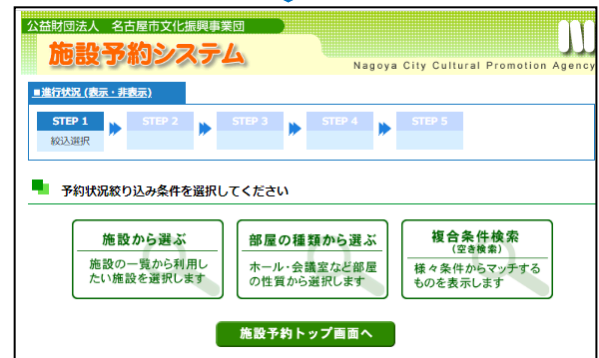 公益財団法人 名古屋市文化振興事業団
施設予約システム
Nagoya City Cultural Promotion Agency
■進行状況 (表示・非表示)
STEP 1 STEP 2 STEP 3 STEP 4 STEP 5
絞込選択
予約状況絞り込み条件を選択してください
施設から選ぶ
施設の一覧から利用し
たい施設を選択します
部屋の種類から選ぶ
ホール・会議室など部屋
の性質から選択します
複合条件検索
(空き検索)
様々条件からマッチする
ものを表示します
施設予約トップ画面へ